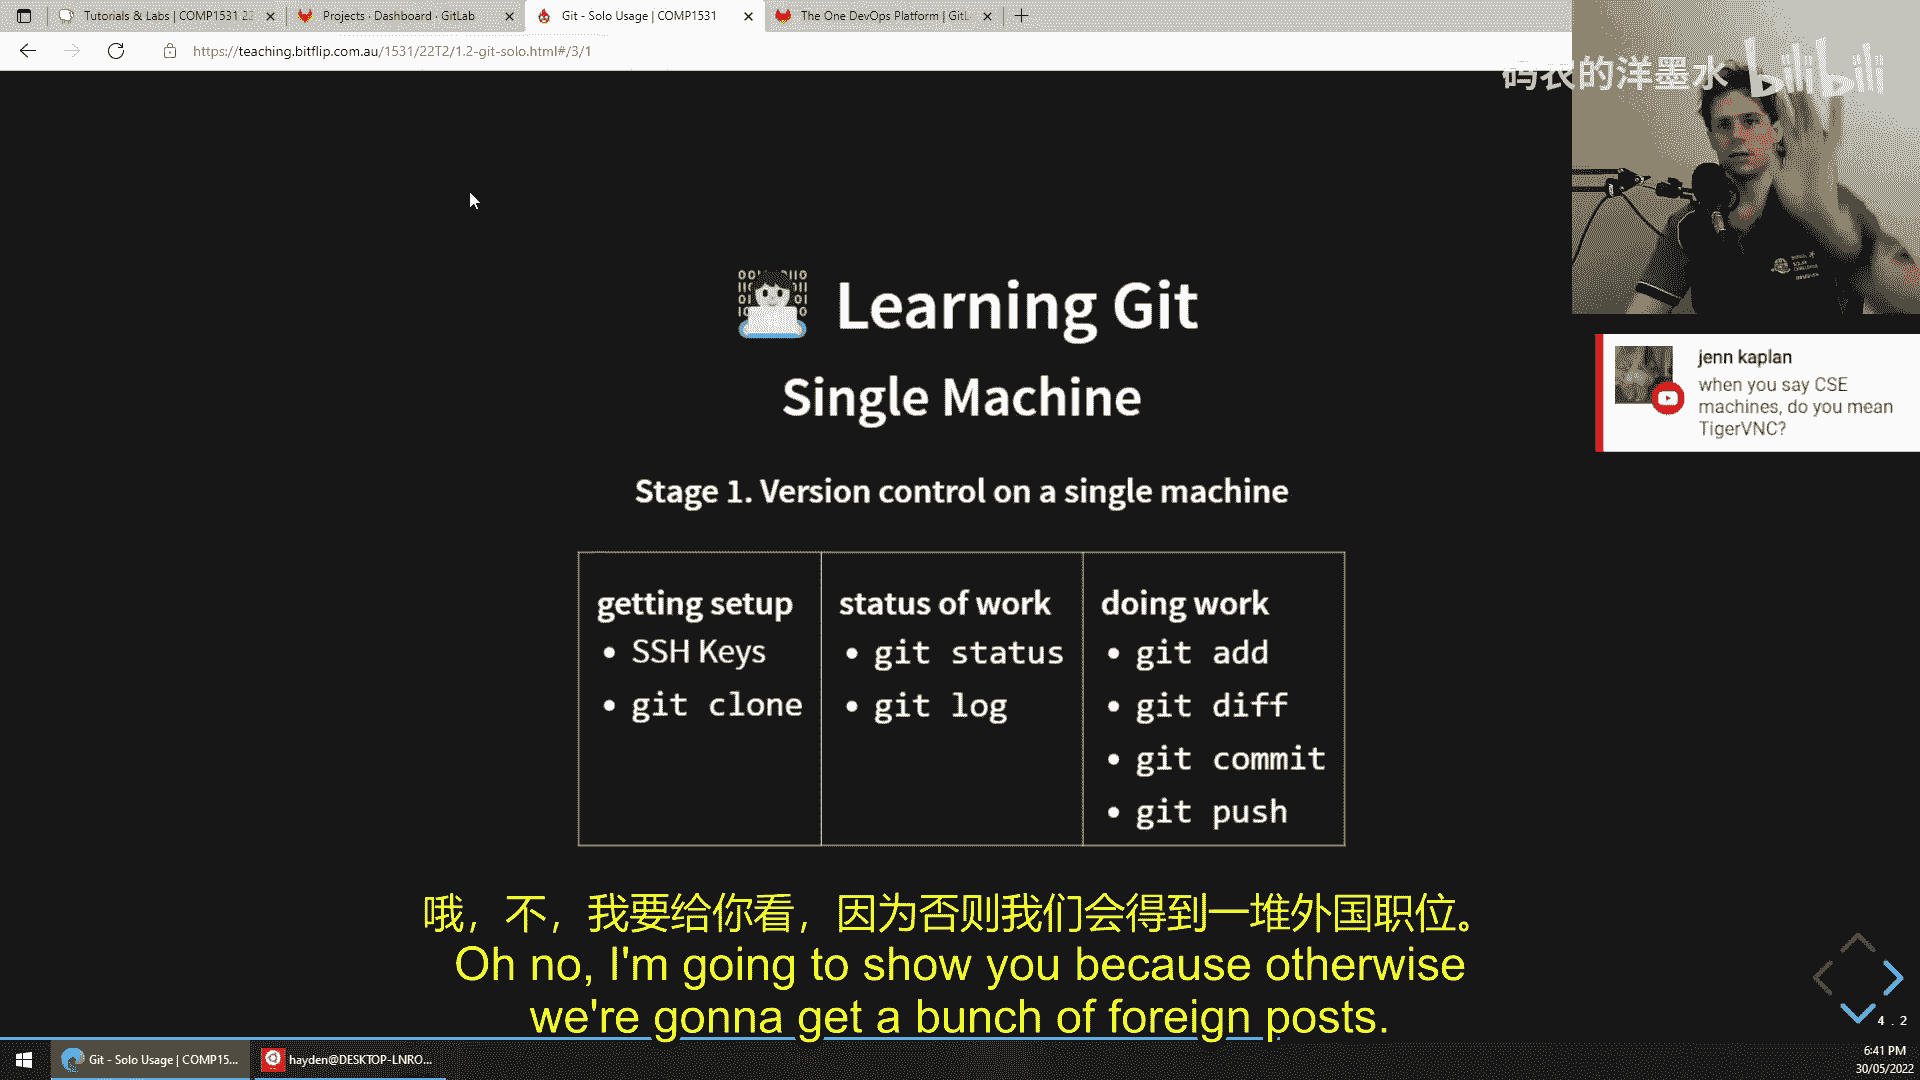 Tutorials & Labs | COMP1531 22
Projects · Dashboard · GitLab
Git - Solo Usage | COMP1531
The One DevOps Platform | GitL
https://teaching.bitflip.com.au/1531/22T2/1.2-git-solo.html#/3/1
码农的洋墨水 bilibili
Learning Git
Single Machine
Stage 1. Version control on a single machine
getting setup
• SSH Keys
• git clone
status of work
• git status
• git log
doing work
• git add
• git diff
• git commit
• git push
jenn kaplan
when you say CSE
machines, do you mean
TigerVNC?
哦，不，我要给你看，因为否则我们会得到一堆外国职位。
Oh no, I'm going to show you because otherwise
we're gonna get a bunch of foreign posts.
4 . 2
Git - Solo Usage | COMP15...
hayden@DESKTOP-LNRO...
6:41 PM
30/05/2022